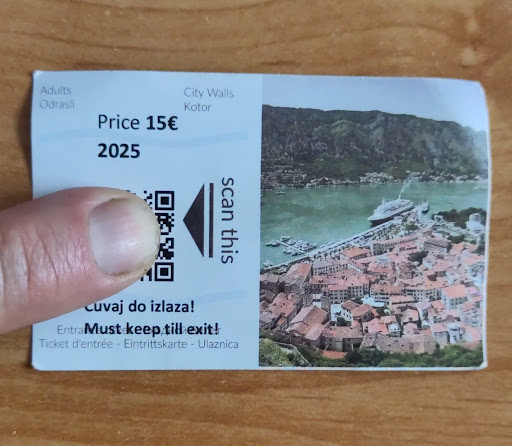 Adults
Odrasli
City Walls
Kotor
Price 15€
2025
scan this
Čuvaj do izlaza!
Must keep till exit!
Ticket d'entrée - Eintrittskarte - Ulaznica